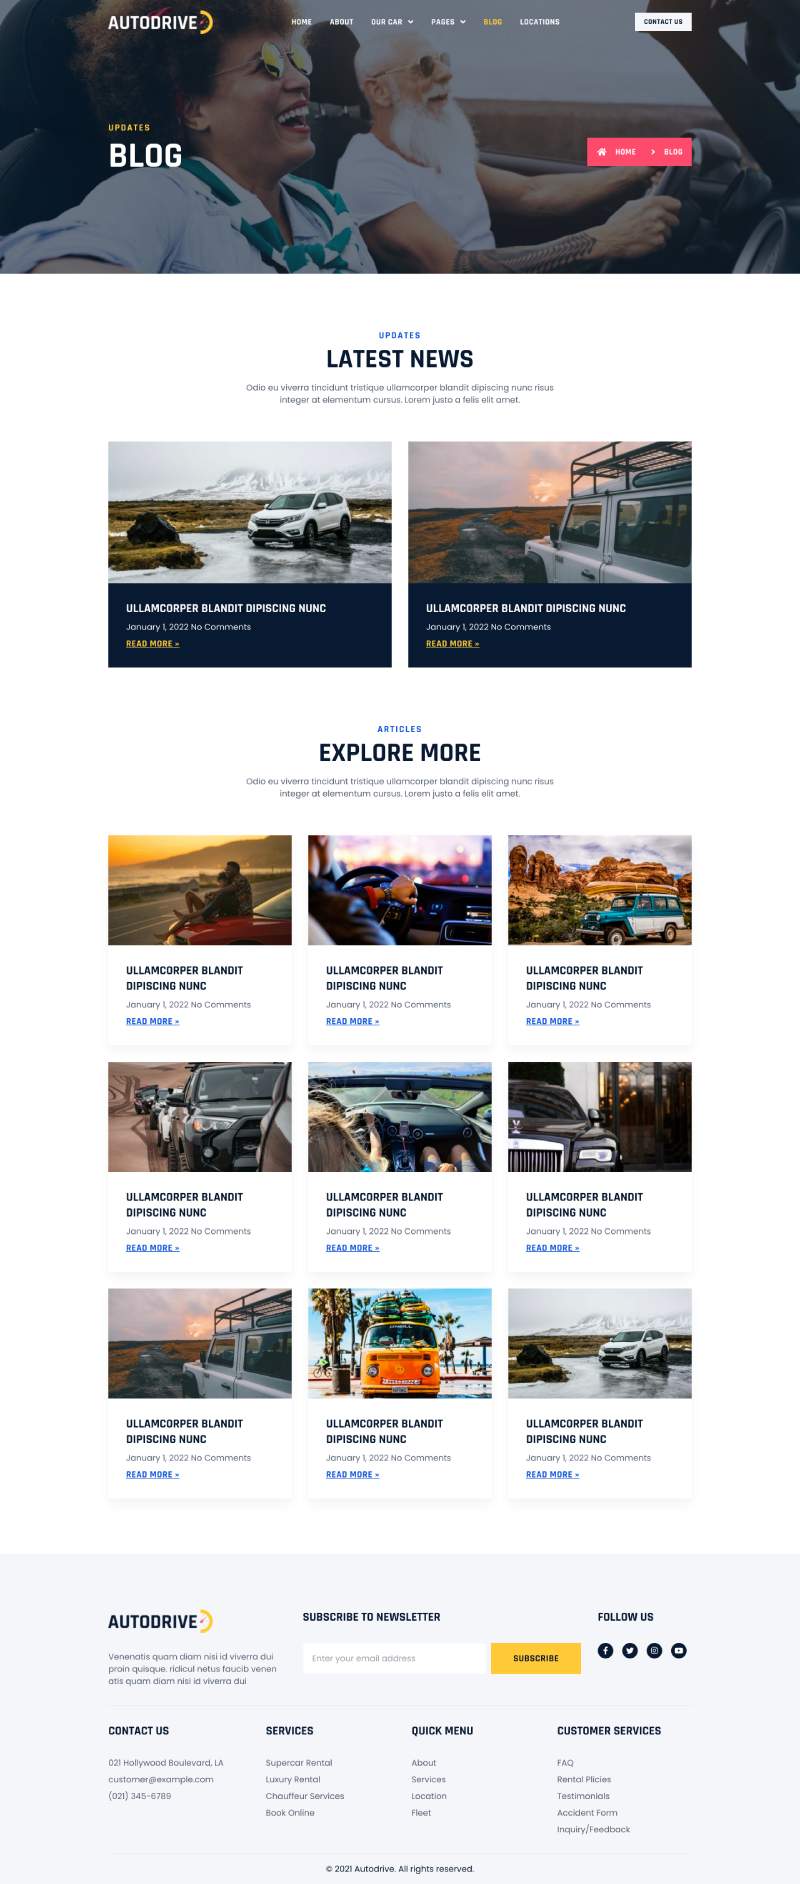 AUTODRIVE
HOME ABOUT OUR CAR PAGES BLOG LOCATIONS
CONTACT US
UPDATES
BLOG
HOME > BLOG
UPDATES
LATEST NEWS
Odio eu viverra tincidunt tristique ullamcorper blandit dipiscing nunc risus
integer at elementum cursus. Lorem justo a felis elit amet.
ULLAMCORPER BLANDIT DIPISCING NUNC
January 1, 2022 No Comments
READ MORE »
ULLAMCORPER BLANDIT DIPISCING NUNC
January 1, 2022 No Comments
READ MORE »
ARTICLES
EXPLORE MORE
Odio eu viverra tincidunt tristique ullamcorper blandit dipiscing nunc risus
integer at elementum cursus. Lorem justo a felis elit amet.
ULLAMCORPER BLANDIT
DIPISCING NUNC
January 1, 2022 No Comments
READ MORE »
ULLAMCORPER BLANDIT
DIPISCING NUNC
January 1, 2022 No Comments
READ MORE »
ULLAMCORPER BLANDIT
DIPISCING NUNC
January 1, 2022 No Comments
READ MORE »
ULLAMCORPER BLANDIT
DIPISCING NUNC
January 1, 2022 No Comments
READ MORE »
ULLAMCORPER BLANDIT
DIPISCING NUNC
January 1, 2022 No Comments
READ MORE »
ULLAMCORPER BLANDIT
DIPISCING NUNC
January 1, 2022 No Comments
READ MORE »
ULLAMCORPER BLANDIT
DIPISCING NUNC
January 1, 2022 No Comments
READ MORE »
ULLAMCORPER BLANDIT
DIPISCING NUNC
January 1, 2022 No Comments
READ MORE »
ULLAMCORPER BLANDIT
DIPISCING NUNC
January 1, 2022 No Comments
READ MORE »
AUTODRIVE
Venenatis quam diam nisi id viverra dui
proin quisque. ridicul netus faucib venen
atis quam diam nisi id viverra dui
SUBSCRIBE TO NEWSLETTER
Enter your email address
SUBSCRIBE
FOLLOW US
CONTACT US
021 Hollywood Boulevard, LA
customer@example.com
(021) 345-6789
SERVICES
Supercar Rental
Luxury Rental
Chauffeur Services
Book Online
QUICK MENU
About
Services
Location
Fleet
CUSTOMER SERVICES
FAQ
Rental Plicies
Testimonials
Accident Form
Inquiry/Feedback
© 2021 Autodrive. All rights reserved.